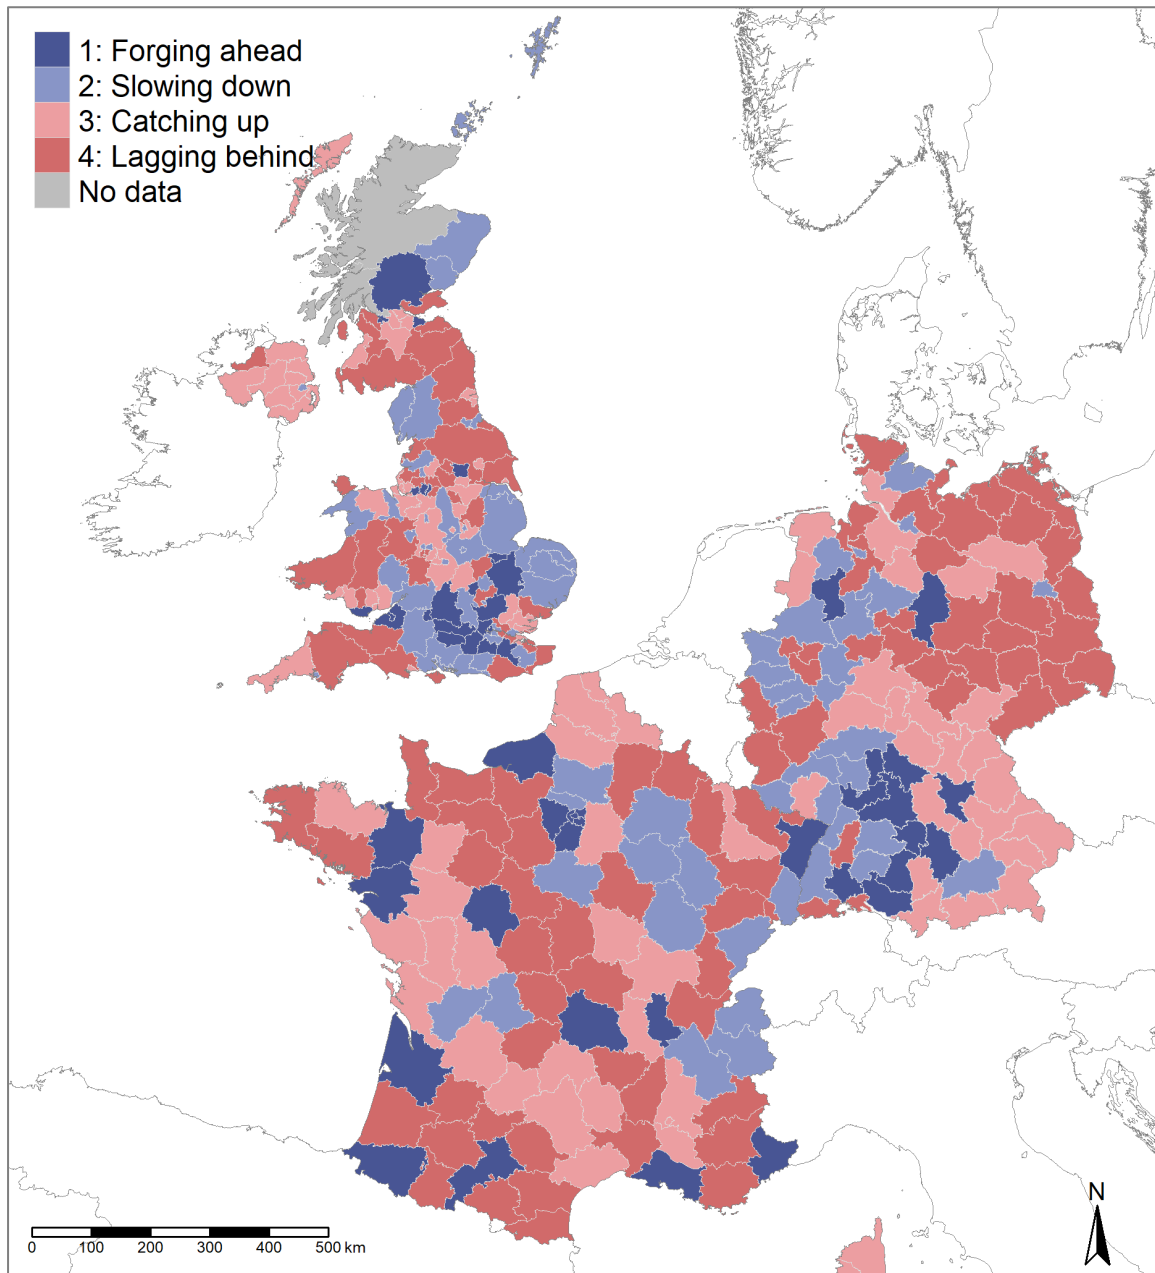 1: Forging ahead
2: Slowing down
3: Catching up
4: Lagging behind
No data
N
0 100 200 300 400 500 km